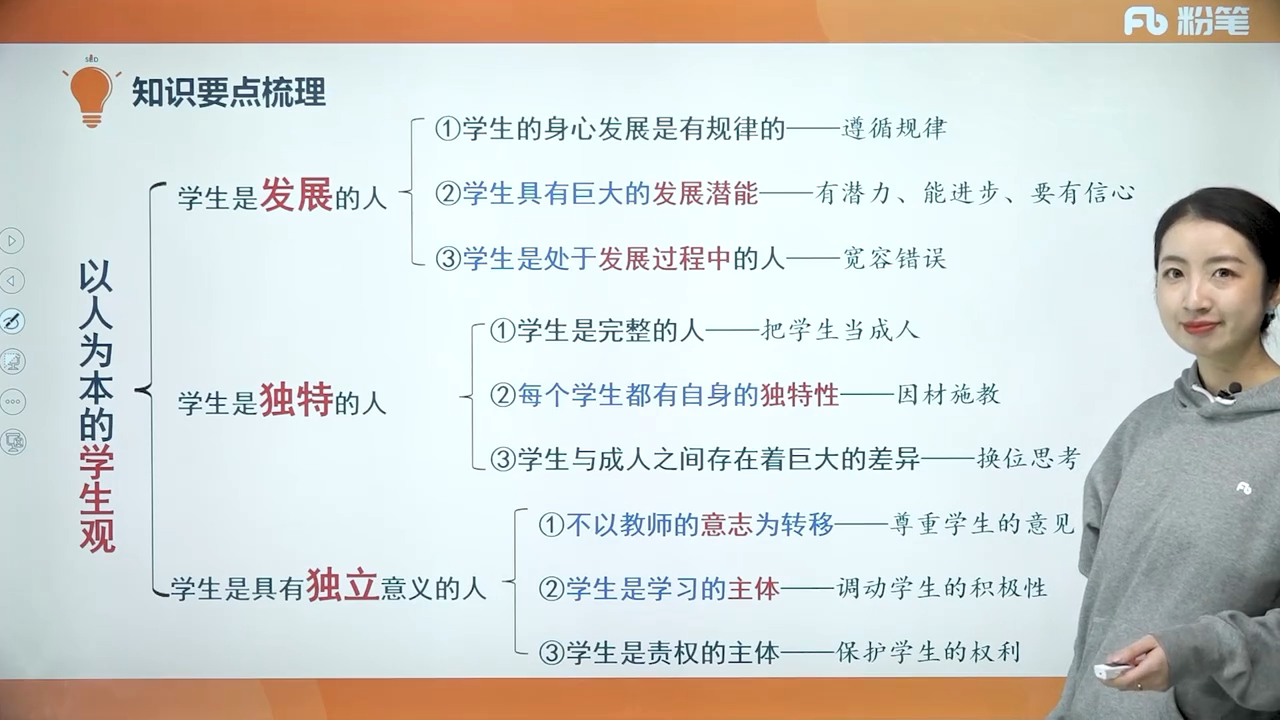 粉笔
知识要点梳理
以人为本的学生观
学生是发展的人
①学生的身心发展是有规律的——遵循规律
②学生具有巨大的发展潜能——有潜力、能进步、要有信心
③学生是处于发展过程中的人——宽容错误
学生是独特的人
①学生是完整的人——把学生当成人
②每个学生都有自身的独特性——因材施教
③学生与成人之间存在着巨大的差异——换位思考
学生是具有独立意义的人
①不以教师的意志为转移——尊重学生的意见
②学生是学习的主体——调动学生的积极性
③学生是责权的主体——保护学生的权利